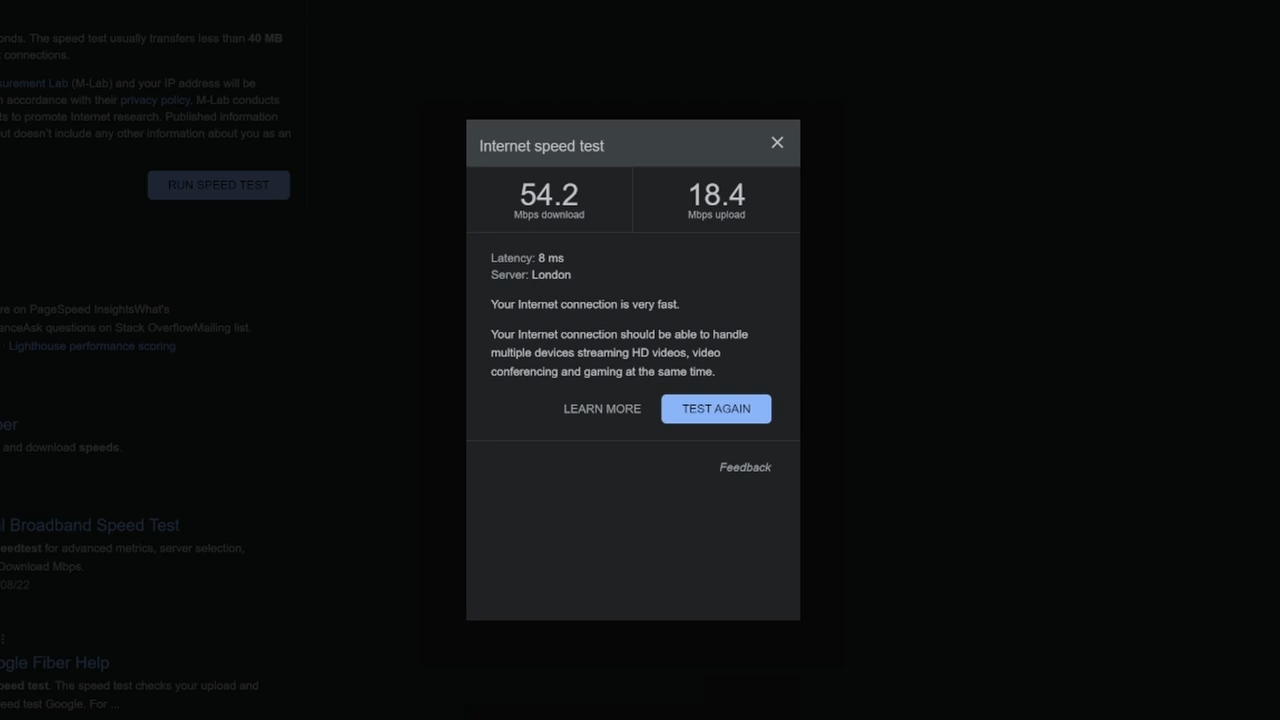 onds. The speed test usually transfers less than 40 MB
connections.
surement Lab (M-Lab) and your IP address will be
in accordance with their privacy policy. M-Lab conducts
ts to promote Internet research. Published information
out doesn't include any other information about you as an
RUN SPEED TEST
re on PageSpeed InsightsWhat's
anceAsk questions on Stack OverflowMailing list.
· Lighthouse performance scoring
ber
and download speeds.
al Broadband Speed Test
eedtest for advanced metrics, server selection,
Download Mbps.
08/22
ogle Fiber Help
peed test. The speed test checks your upload and
eed test Google. For ...
Internet speed test
54.2
Mbps download
18.4
Mbps upload
Latency: 8 ms
Server: London
Your Internet connection is very fast.
Your Internet connection should be able to handle
multiple devices streaming HD videos, video
conferencing and gaming at the same time.
LEARN MORE
TEST AGAIN
Feedback